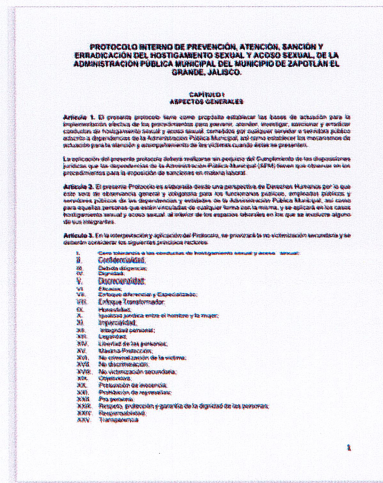 PROTOCOLO INTERNO DE PREVENCIÓN, ATENCIÓN, SANCIÓN Y
ERRADICACIÓN DEL HOSTIGAMIENTO SEXUAL Y ACOSO SEXUAL, DE LA
ADMINISTRACIÓN PÚBLICA MUNICIPAL DEL MUNICIPIO DE ZAPOTLÁN EL
GRANDE, JALISCO.
CAPÍTULO I
ASPECTOS GENERALES
Artículo 1. El presente protocolo tiene como propósito establecer las bases de actuación para la
implementación efectiva de los procedimientos para prevenir, atender, investigar, sancionar y erradicar
conductas de hostigamiento sexual y acoso sexual, cometidas por cualquier servidor o servidora público
adscrito a dependencias de la Administración Pública Municipal, así como establecer los mecanismos de
actuación para la atención y acompañamiento de las víctimas cuando éstas se presenten.
La aplicación del presente protocolo deberá realizarse sin perjuicio del Cumplimiento de las disposiciones
jurídicas que las dependencias de la Administración Pública Municipal (APM) tienen que observar en los
procedimientos para la imposición de sanciones en materia laboral.
Artículo 2. El presente Protocolo es elaborado desde una perspectiva de Derechos Humanos por lo que
este será de observancia general y obligatoria para los funcionarios públicos, empleados públicos y
servidores públicos de las dependencias y entidades de la Administración Pública Municipal, así como
para aquellas personas que están vinculadas de cualquier forma con la misma, y se aplicará en los casos
hostigamiento sexual y acoso sexual al interior de los espacios laborales en los que se involucre alguno
de sus integrantes.
Artículo 3. En la interpretación y aplicación del Protocolo, se priorizará la no victimización secundaria y se
deberán considerar los siguientes principios rectores:
I. Cero tolerancia a las conductas de hostigamiento sexual y acoso sexual;
II. Confidencialidad;
III. Debida diligencia;
IV. Dignidad;
V. Discrecionalidad;
VI. Eficacia;
VII. Enfoque diferencial y Especializado;
VIII. Enfoque Transformador;
IX. Honestidad;
X. Igualdad jurídica entre el hombre y la mujer;
XI. Imparcialidad;
XII. Integridad personal;
XIII. Legalidad;
XIV. Libertad de las personas;
XV. Máxima Protección;
XVI. No criminalización de la víctima;
XVII. No discriminación;
XVIII. No victimización secundaria;
XIX. Objetividad;
XX. Presunción de inocencia;
XXI. Prohibición de represalias;
XXII. Pro persona;
XXIII. Respeto, protección y garantía de la dignidad de las personas;
XXIV. Responsabilidad;
XXV. Transparencia
1